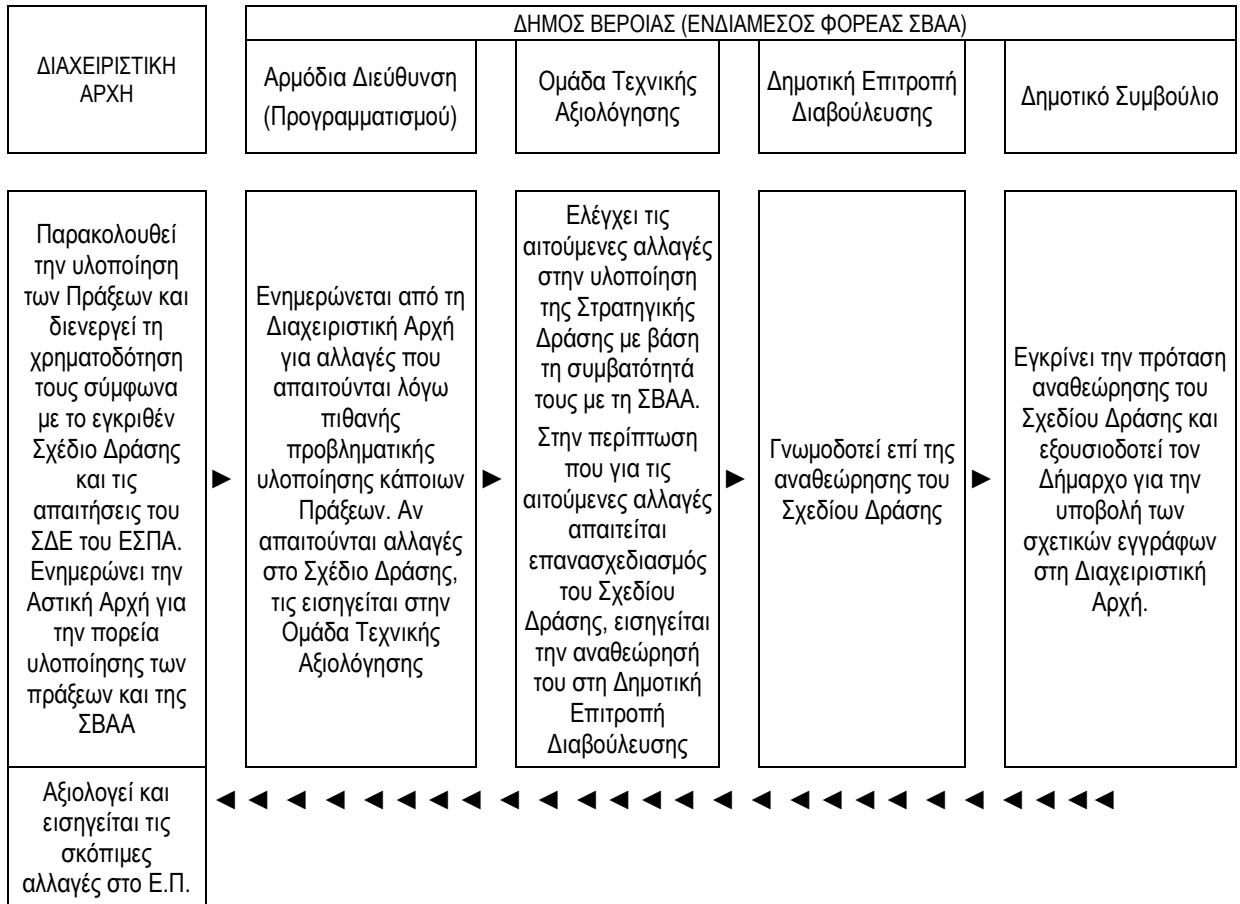 ΔΙΑΧΕΙΡΙΣΤΙΚΗ
ΑΡΧΗ
ΔΗΜΟΣ ΒΕΡΟΙΑΣ (ΕΝΔΙΑΜΕΣΟΣ ΦΟΡΕΑΣ ΣΒΑΑ)
Αρμόδια Διεύθυνση
(Προγραμματισμού)
Ομάδα Τεχνικής
Αξιολόγησης
Δημοτική Επιτροπή
Διαβούλευσης
Δημοτικό Συμβούλιο
Παρακολουθεί
την υλοποίηση
των Πράξεων και
διενεργεί τη
χρηματοδότηση
τους σύμφωνα
με το εγκριθέν
Σχέδιο Δράσης
και τις
απαιτήσεις του
ΣΔΕ του ΕΣΠΑ.
Ενημερώνει την
Αστική Αρχή για
την πορεία
υλοποίησης των
πράξεων και της
ΣΒΑΑ
►
Ενημερώνεται από τη
Διαχειριστική Αρχή
για αλλαγές που
απαιτούνται λόγω
πιθανής
προβληματικής
υλοποίησης κάποιων
Πράξεων. Αν
απαιτούνται αλλαγές
στο Σχέδιο Δράσης,
τις εισηγείται στην
Ομάδα Τεχνικής
Αξιολόγησης
►
Ελέγχει τις
αιτούμενες αλλαγές
στην υλοποίηση
της Στρατηγικής
Δράσης με βάση
τη συμβατότητά
τους με τη ΣΒΑΑ.
Στην περίπτωση
που για τις
αιτούμενες αλλαγές
απαιτείται
επανασχεδιασμός
του Σχεδίου
Δράσης, εισηγείται
την αναθεώρησή
του στη Δημοτική
Επιτροπή
Διαβούλευσης
►
Γνωμοδοτεί επί της
αναθεώρησης του
Σχεδίου Δράσης
►
Εγκρίνει την πρόταση
αναθεώρησης του
Σχεδίου Δράσης και
εξουσιοδοτεί τον
Δήμαρχο για την
υποβολή των
σχετικών εγγράφων
στη Διαχειριστική
Αρχή.
Αξιολογεί και
εισηγείται τις
σκόπιμες
αλλαγές στο Ε.Π.